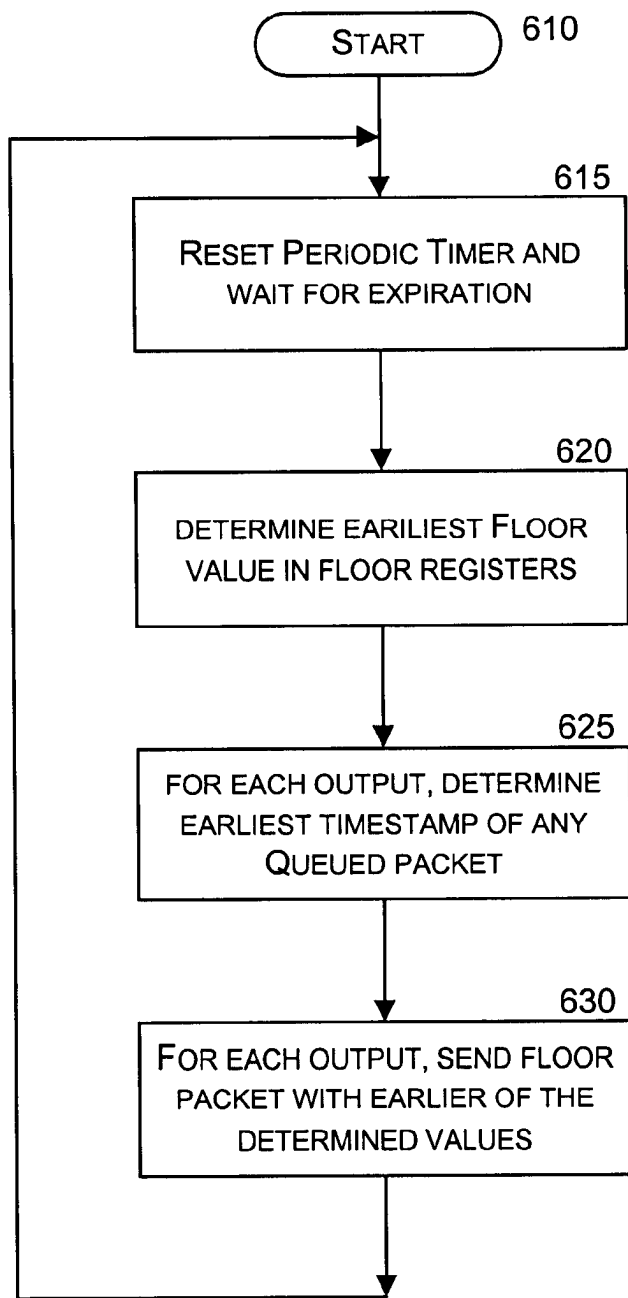 START
610
615
RESET PERIODIC TIMER AND
WAIT FOR EXPIRATION
620
DETERMINE EARILIEST FLOOR
VALUE IN FLOOR REGISTERS
625
FOR EACH OUTPUT, DETERMINE
EARLIEST TIMESTAMP OF ANY
QUEUED PACKET
630
FOR EACH OUTPUT, SEND FLOOR
PACKET WITH EARLIER OF THE
DETERMINED VALUES